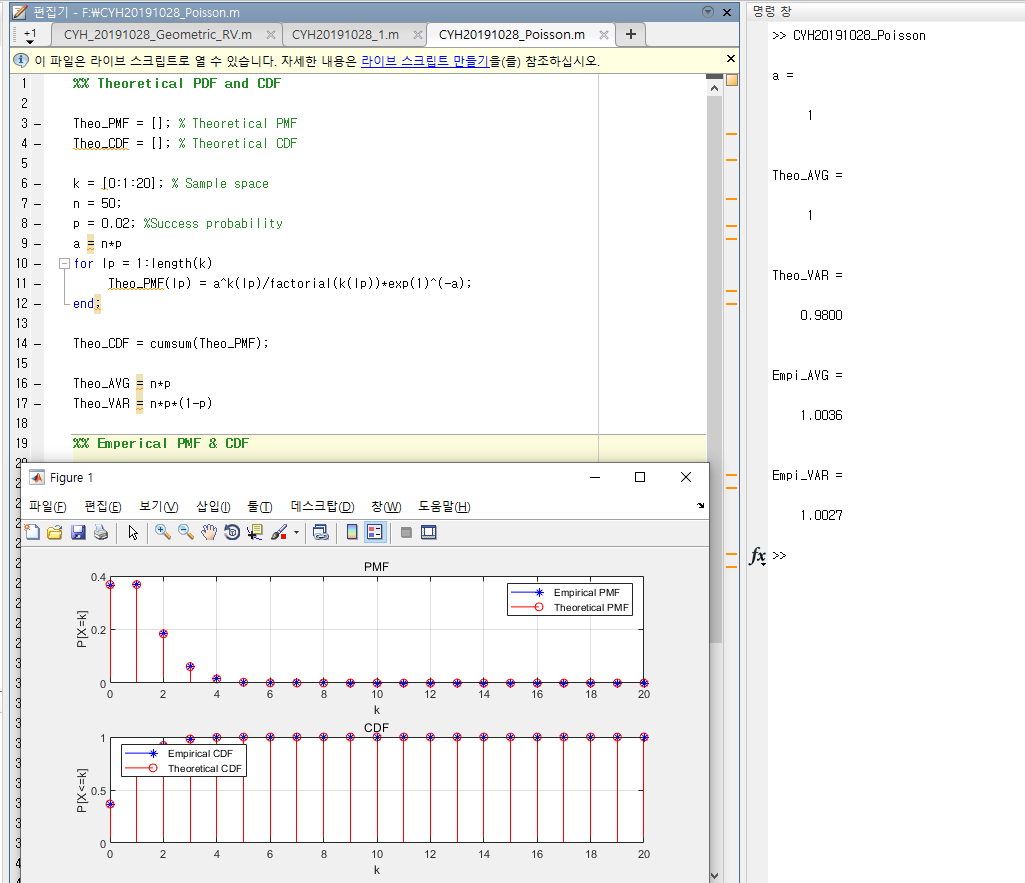 편집기 - F:\CYH20191028_Poisson.m
+1 CYH_20191028_Geometric_RV.m CYH20191028_1.m CYH20191028_Poisson.m
이 파일은 라이브 스크립트로 열 수 있습니다. 자세한 내용은 라이브 스크립트 만들기을(를) 참조하십시오.
1 %% Theoretical PDF and CDF
2
3 – Theo_PMF = []; % Theoretical PMF
4 – Theo_CDF = []; % Theoretical CDF
5
6 – k = [0:1:20]; % Sample space
7 – n = 50;
8 – p = 0.02; %Success probability
9 – a = n*p
10 – for lp = 1:length(k)
11 – Theo_PMF(lp) = a^k(lp)/factorial(k(lp))*exp(1)^(-a);
12 – end;
13
14 – Theo_CDF = cumsum(Theo_PMF);
15
16 – Theo_AVG = n*p
17 – Theo_VAR = n*p*(1-p)
18
19 %% Emperical PMF & CDF
Figure 1
파일(F) 편집(E) 보기(V) 삽입(I) 툴(T) 데스크탑(D) 창(W) 도움말(H)
PMF
0.4
0.2
0
P[X=k]
Empirical PMF
Theoretical PMF
0 2 4 6 8 10 12 14 16 18 20
k
CDF
1
0.5
0
P[X<=k]
Empirical CDF
Theoretical CDF
0 2 4 6 8 10 12 14 16 18 20
k
명령 창
>> CYH20191028_Poisson
a =
1
Theo_AVG =
1
Theo_VAR =
0.9800
Empi_AVG =
1.0036
Empi_VAR =
1.0027
fx >>